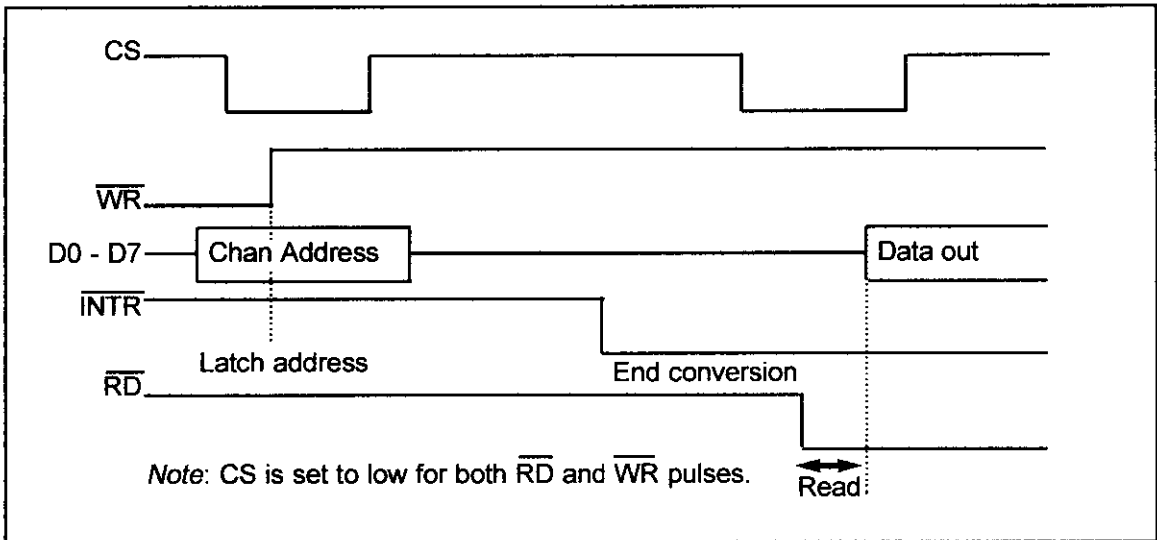 CS
WR
D0 - D7
Chan Address
Data out
INTR
Latch address
End conversion
RD
Note: CS is set to low for both RD and WR pulses.
Read